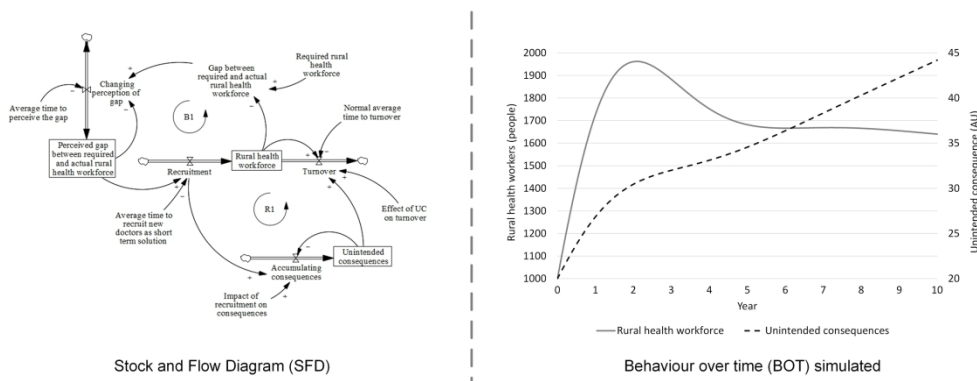 Changing
perception of
gap
Average time to
perceive the gap
Perceived gap
between required
and actual rural
health workforce
Gap between
required and actual
rural health
workforce
Required rural
health
workforce
B1
Normal average
time to turnover
Recruitment
Rural health
workforce
Turnover
Average time to
recruit new
doctors as short
term solution
R1
Effect of UC
on turnover
Accumulating
consequences
Unintended
consequences
Impact of
recruitment on
consequences
Stock and Flow Diagram (SFD)
Rural health workers (people)
2000
1900
1800
1700
1600
1500
1400
1300
1200
1100
1000
45
40
35
30
25
20
Unintended consequence (AU)
0 1 2 3 4 5 6 7 8 9 10
Year
Rural health workforce Unintended consequences
Behaviour over time (BOT) simulated